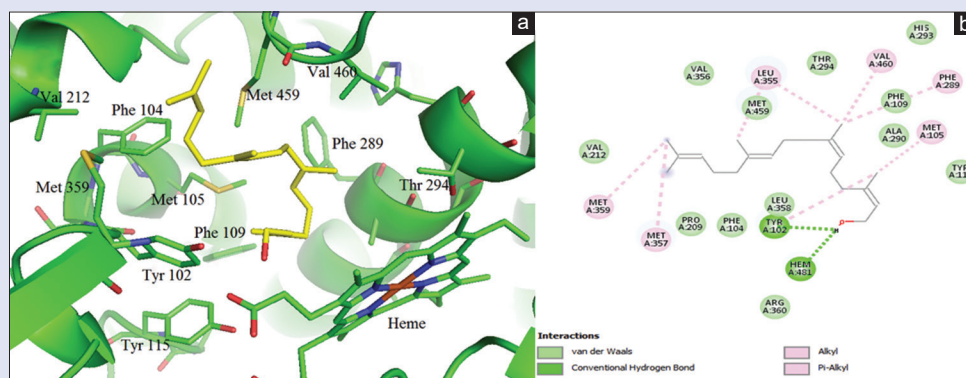 a
Val 460
Val 212
Phe 104
Met 459
Phe 289
Met 359
Met 105
Thr 294
Phe 109
Tyr 102
Heme
Tyr 115
b
HIS
A:293
VAL
A:356
LEU
A:355
THR
A:294
VAL
A:460
PHE
A:289
MET
A:459
PHE
A:109
MET
A:105
ALA
A:290
VAL
A:212
TYR
A:11
MET
A:359
LEU
A:358
PRO
A:209
PHE
A:104
TYR
A:102
MET
A:357
HEM
A:481
ARG
A:360
Interactions
van der Waals
Alkyl
Conventional Hydrogen Bond
Pi-Alkyl